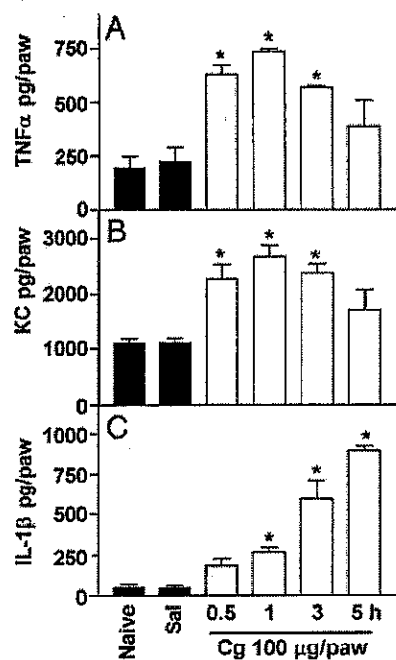 A
TNFα pg/paw
750
500
250
0
B
KC pg/paw
3000
2000
1000
0
C
IL-1β pg/paw
1000
750
500
250
0
* * *
* * *
* * *
Naive Sal 0.5 1 3 5 h
Cg 100 µg/paw